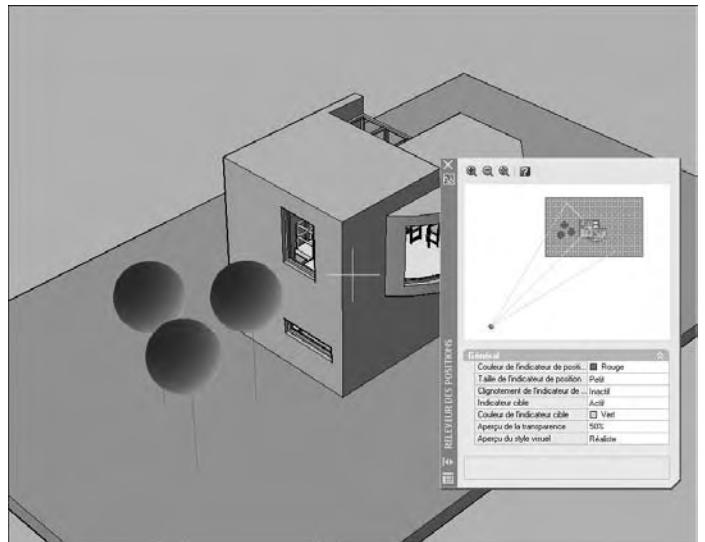 RELEVEUR DES POSITIONS
Général
Couleur de l'indicateur de positi... Rouge
Taille de l'indicateur de position Petit
Clignotement de l'indicateur de ... Inactif
Indicateur cible Actif
Couleur de l'indicateur cible Vert
Aperçu de la transparence 50%
Aperçu du style visuel Réaliste